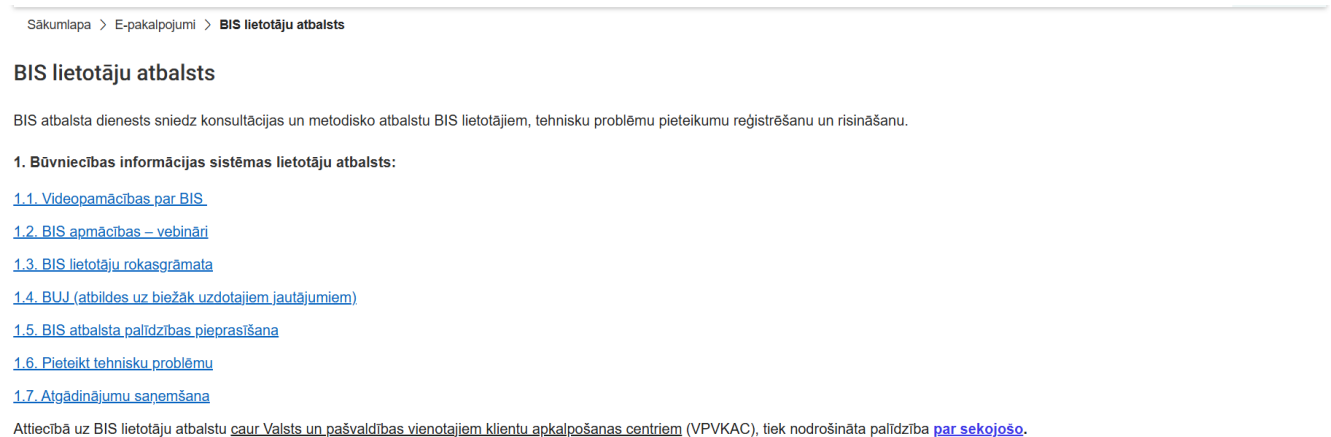 Sākumlapa > E-pakalpojumi > BIS lietotāju atbalsts
BIS lietotāju atbalsts
BIS atbalsta dienests sniedz konsultācijas un metodisko atbalstu BIS lietotājiem, tehnisku problēmu pieteikumu reģistrēšanu un risināšanu.
1. Būvniecības informācijas sistēmas lietotāju atbalsts:
1.1. Videopamācības par BIS
1.2. BIS apmācības – vebināri
1.3. BIS lietotāju rokasgrāmata
1.4. BUJ (atbildes uz biežāk uzdotajiem jautājumiem)
1.5. BIS atbalsta palīdzības pieprasīšana
1.6. Pieteikt tehnisku problēmu
1.7. Atgādinājumu saņemšana
Attiecībā uz BIS lietotāju atbalstu caur Valsts un pašvaldības vienotajiem klientu apkalpošanas centriem (VPVKAC), tiek nodrošināta palīdzība par sekojošo.